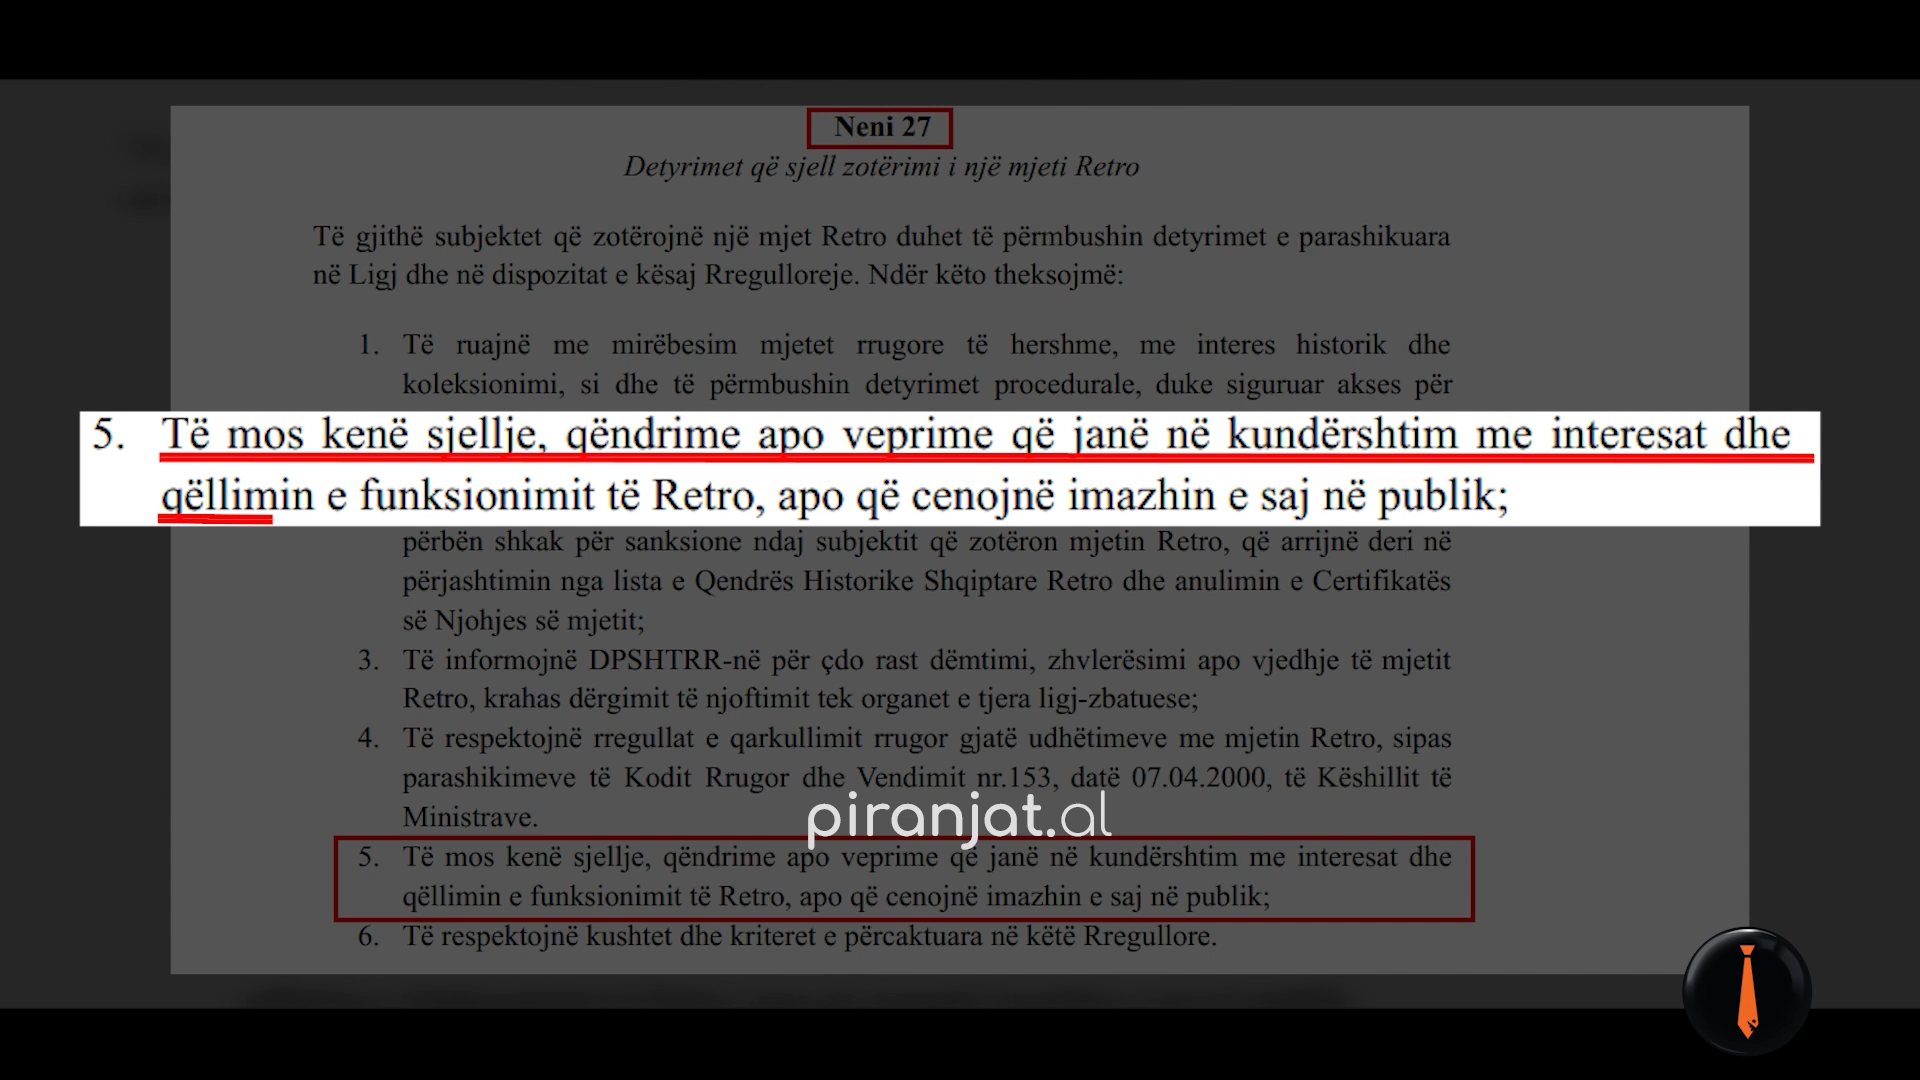 Neni 27
Detyrimet që sjell zotërimi i një mjeti Retro
Të gjithë subjektet që zotërojnë një mjet Retro duhet të përmbushin detyrimet e parashikuara
në Ligj dhe në dispozitat e kësaj Rregulloreje. Ndër këto theksojmë:
1. Të ruajnë me mirëbesim mjetet rrugore të hershme, me interes historik dhe
koleksionimi, si dhe të përmbushin detyrimet procedurale, duke siguruar akses për
5. Të mos kenë sjellje, qëndrime apo veprime që janë në kundërshtim me interesat dhe
qëllimin e funksionimit të Retro, apo që cenojnë imazhin e saj në publik;
përbën shkak për sanksione ndaj subjektit që zotëron mjetin Retro, që arrijnë deri në
përjashtimin nga lista e Qendrës Historike Shqiptare Retro dhe anulimin e Certifikatës
së Njohjes së mjetit;
3. Të informojnë DPSHTRR-në për çdo rast dëmtimi, zhvlerësimi apo vjedhje të mjetit
Retro, krahas dërgimit të njoftimit tek organet e tjera ligj-zbatuese;
4. Të respektojnë rregullat e qarkullimit rrugor gjatë udhëtimeve me mjetin Retro, sipas
parashikimeve të Kodit Rrugor dhe Vendimit nr.153, datë 07.04.2000, të Këshillit të
Ministrave.
piranjat.al
5. Të mos kenë sjellje, qëndrime apo veprime që janë në kundërshtim me interesat dhe
qëllimin e funksionimit të Retro, apo që cenojnë imazhin e saj në publik;
6. Të respektojnë kushtet dhe kriteret e përcaktuara në këtë Rregullore.